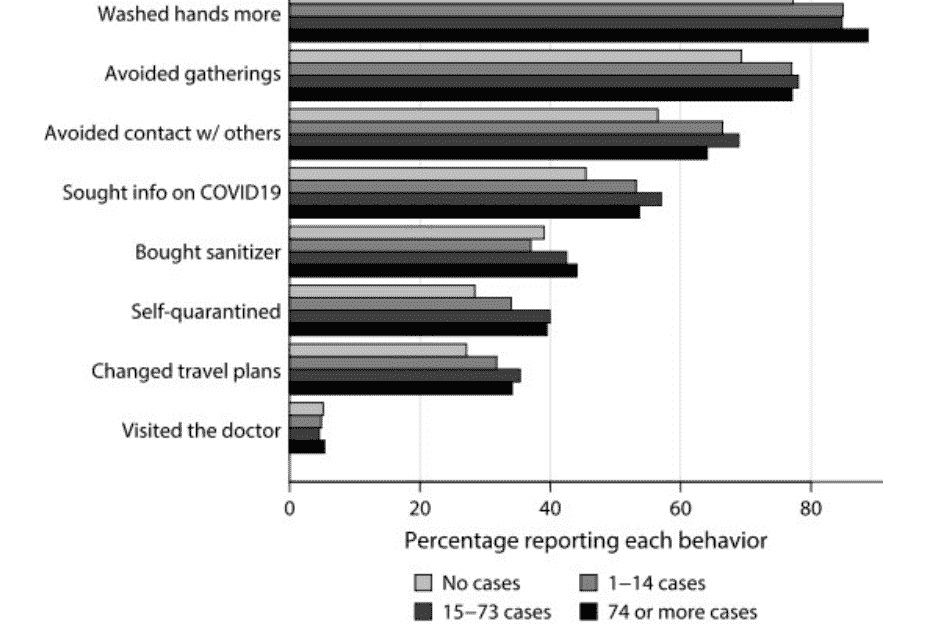 Washed hands more
Avoided gatherings
Avoided contact w/ others
Sought info on COVID19
Bought sanitizer
Self-quarantined
Changed travel plans
Visited the doctor
0 20 40 60 80
Percentage reporting each behavior
No cases 1–14 cases
15–73 cases 74 or more cases